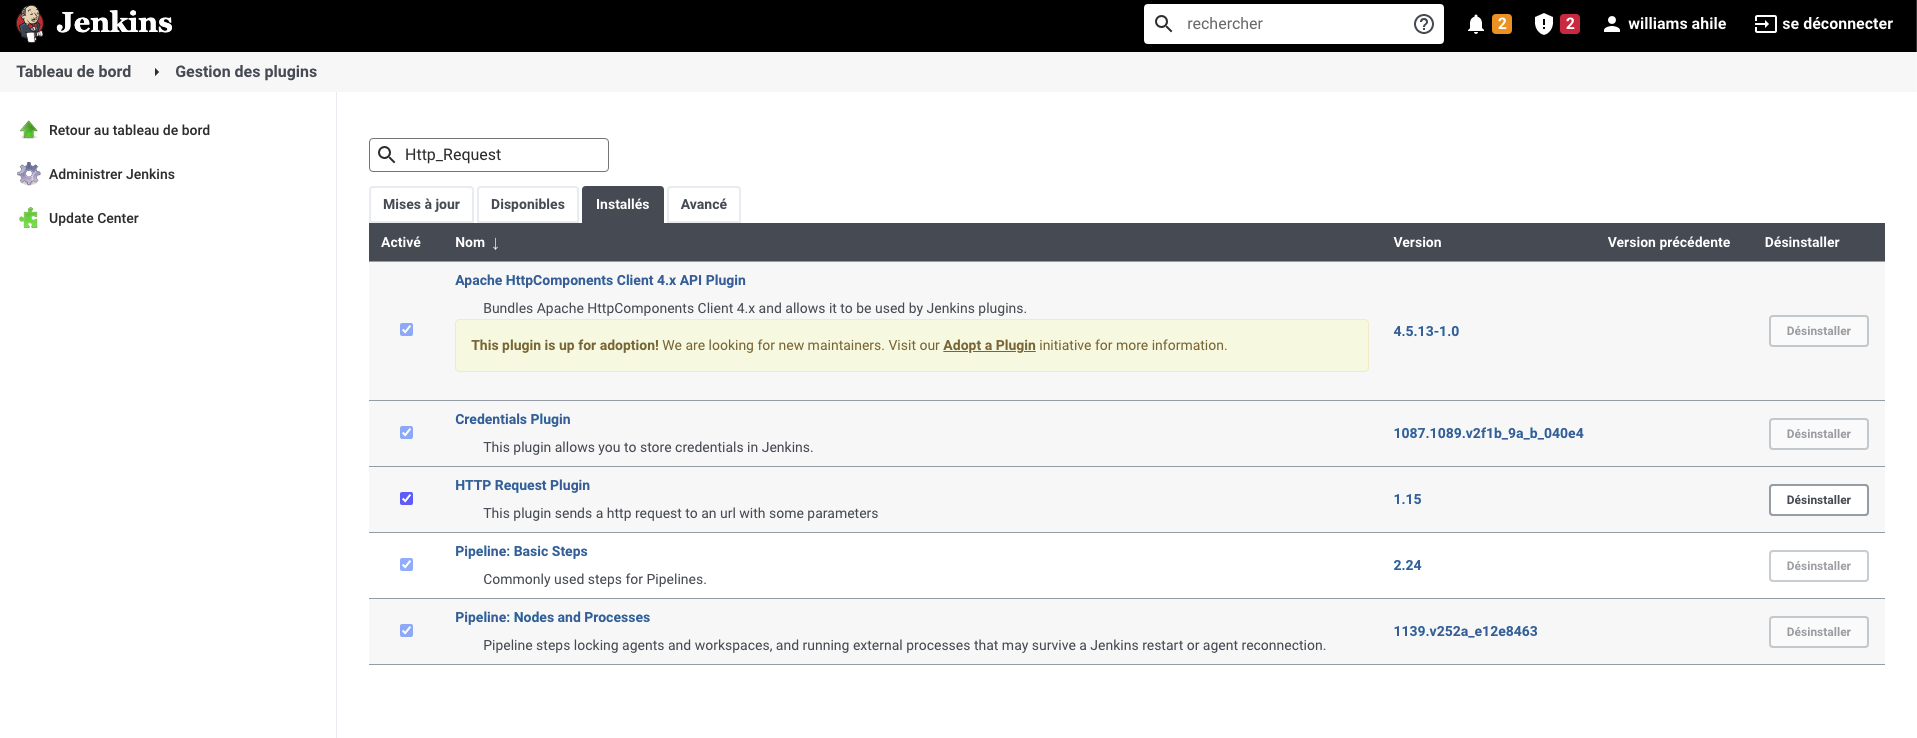 Jenkins
rechercher
2
2
williams ahile
se déconnecter
Tableau de bord
Gestion des plugins
Retour au tableau de bord
Administrer Jenkins
Update Center
Http_Request
Mises à jour
Disponibles
Installés
Avancé
Activé Nom ↓ Version Version précédente Désinstaller
Apache HttpComponents Client 4.x API Plugin
Bundles Apache HttpComponents Client 4.x and allows it to be used by Jenkins plugins.
This plugin is up for adoption! We are looking for new maintainers. Visit our Adopt a Plugin initiative for more information.
4.5.13-1.0
Désinstaller
Credentials Plugin
This plugin allows you to store credentials in Jenkins.
1087.1089.v2f1b_9a_b_040e4
Désinstaller
HTTP Request Plugin
This plugin sends a http request to an url with some parameters
1.15
Désinstaller
Pipeline: Basic Steps
Commonly used steps for Pipelines.
2.24
Désinstaller
Pipeline: Nodes and Processes
Pipeline steps locking agents and workspaces, and running external processes that may survive a Jenkins restart or agent reconnection.
1139.v252a_e12e8463
Désinstaller